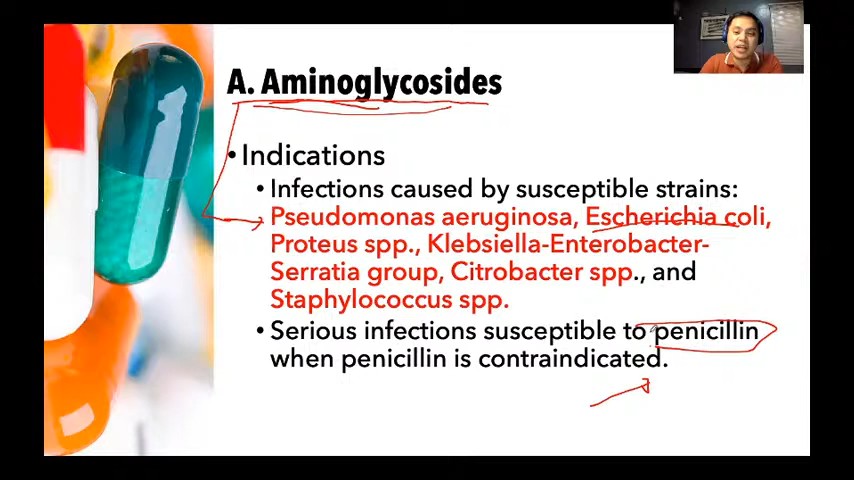 A. Aminoglycosides
• Indications
• Infections caused by susceptible strains:
Pseudomonas aeruginosa, Escherichia coli,
Proteus spp., Klebsiella-Enterobacter-
Serratia group, Citrobacter spp., and
Staphylococcus spp.
• Serious infections susceptible to penicillin
when penicillin is contraindicated.